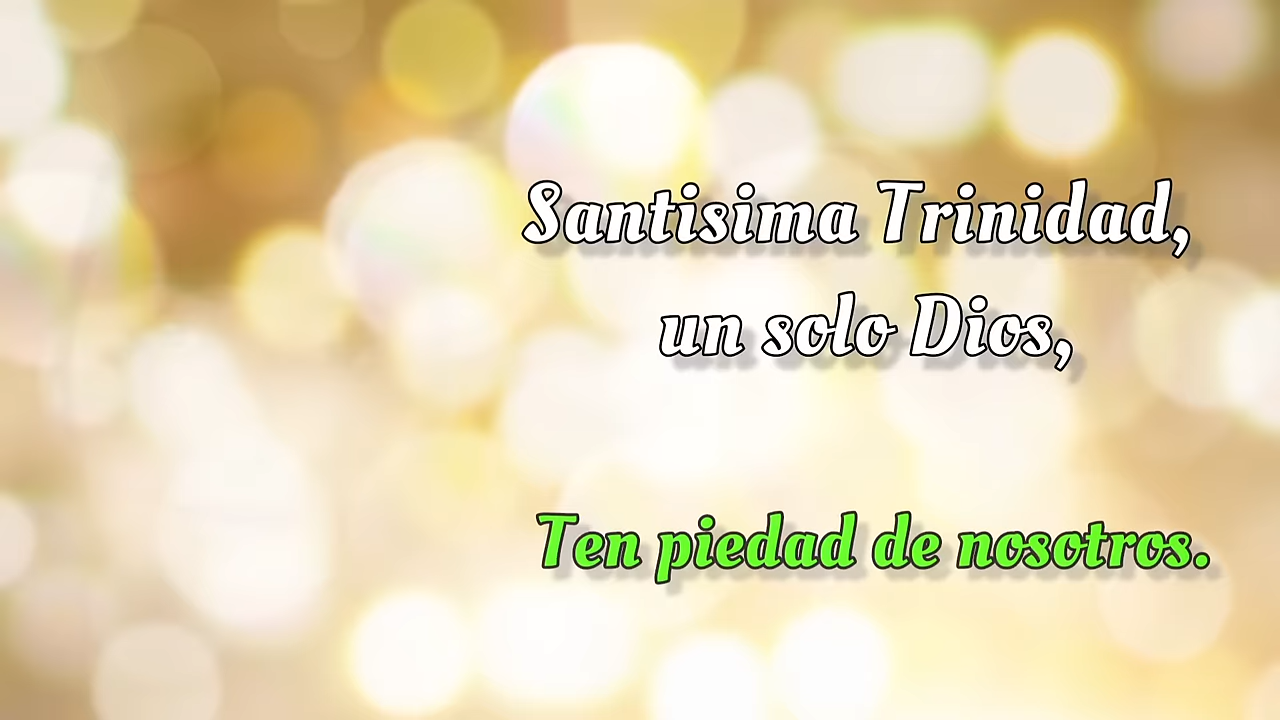 Santisima Trinidad,
un solo Dios,
Ten piedad de nosotros.